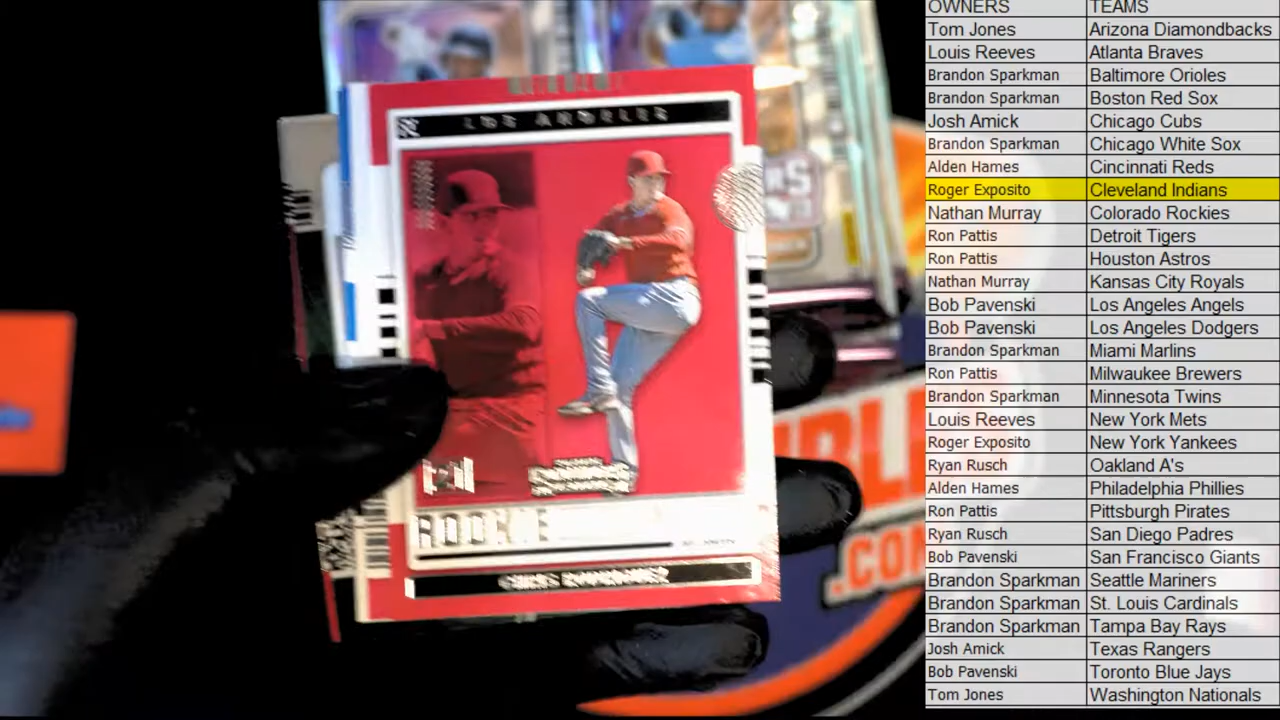 LOS ANGELES
ROOKIE
.COM
OWNERS TEAMS
Tom Jones Arizona Diamondbacks
Louis Reeves Atlanta Braves
Brandon Sparkman Baltimore Orioles
Brandon Sparkman Boston Red Sox
Josh Amick Chicago Cubs
Brandon Sparkman Chicago White Sox
Alden Hames Cincinnati Reds
Roger Exposito Cleveland Indians
Nathan Murray Colorado Rockies
Ron Pattis Detroit Tigers
Ron Pattis Houston Astros
Nathan Murray Kansas City Royals
Bob Pavenski Los Angeles Angels
Bob Pavenski Los Angeles Dodgers
Brandon Sparkman Miami Marlins
Ron Pattis Milwaukee Brewers
Brandon Sparkman Minnesota Twins
Louis Reeves New York Mets
Roger Exposito New York Yankees
Ryan Rusch Oakland A's
Alden Hames Philadelphia Phillies
Ron Pattis Pittsburgh Pirates
Ryan Rusch San Diego Padres
Bob Pavenski San Francisco Giants
Brandon Sparkman Seattle Mariners
Brandon Sparkman St. Louis Cardinals
Brandon Sparkman Tampa Bay Rays
Josh Amick Texas Rangers
Bob Pavenski Toronto Blue Jays
Tom Jones Washington Nationals